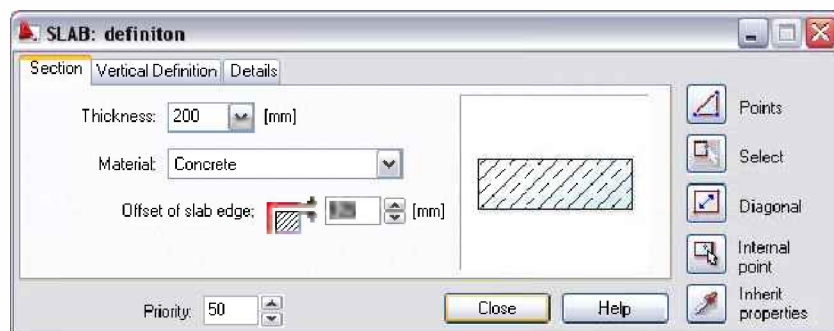 SLAB: definiton
Section Vertical Definition Details
Thickness: 200 [mm]
Material: Concrete
Offset of slab edge: [mm]
Priority: 50
Close Help
Points
Select
Diagonal
Internal
point
Inherit
properties